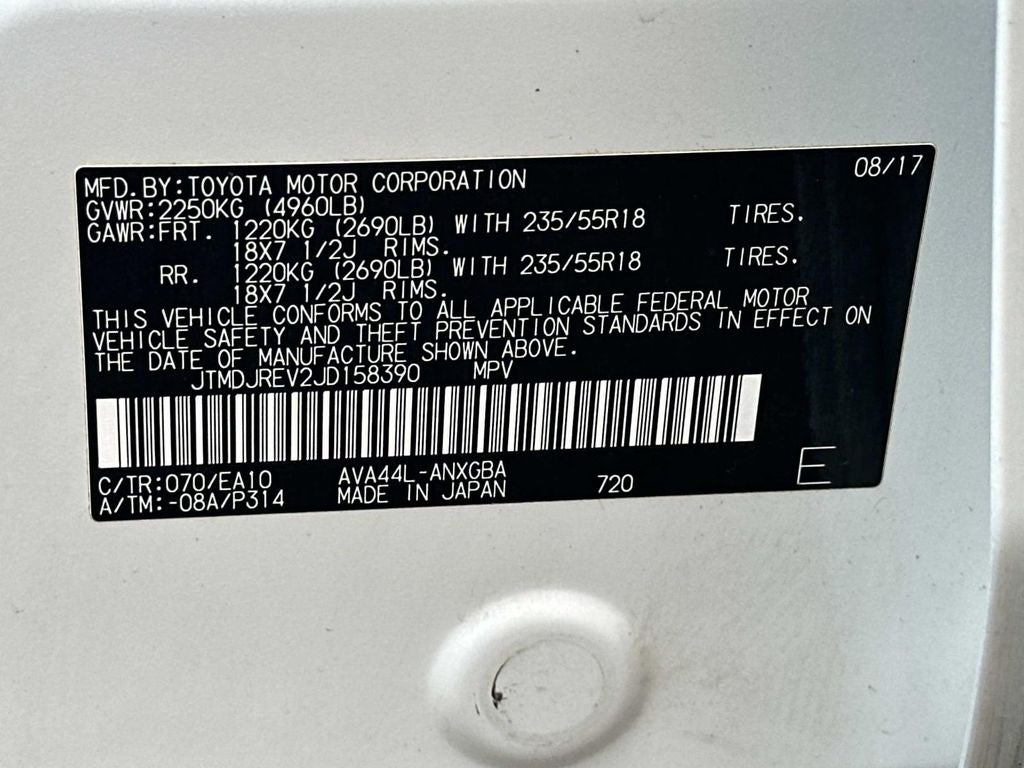 MFD.BY:TOYOTA MOTOR CORPORATION 08/17
GVWR:2250KG (4960LB)
GAWR:FRT. 1220KG (2690LB) WITH 235/55R18 TIRES.
18X7 1/2J RIMS.
RR. 1220KG (2690LB) WITH 235/55R18 TIRES.
18X7 1/2J RIMS.
THIS VEHICLE CONFORMS TO ALL APPLICABLE FEDERAL MOTOR
VEHICLE SAFETY AND THEFT PREVENTION STANDARDS IN EFFECT ON
THE DATE OF MANUFACTURE SHOWN ABOVE.
JTMDJREV2JD158390 MPV
C/TR:070/EA10 AVA44L-ANXGBA
A/TM:-08A/P314 MADE IN JAPAN 720 E